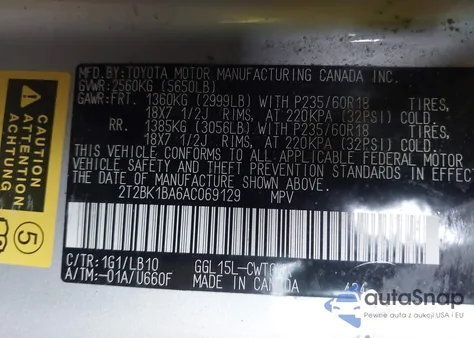 MFD.BY: TOYOTA MOTOR MANUFACTURING CANADA INC.
GVWR: 2560KG (5650LB)
GAWR: FRT. 1360KG (2999LB) WITH P235/60R18 TIRES,
18X7 1/2J RIMS, AT 220KPA (32PSI) COLD.
RR. 1385KG (3056LB) WITH P235/60R18 TIRES,
18X7 1/2J RIMS, AT 220KPA (32PSI) COLD.
THIS VEHICLE CONFORMS TO ALL APPLICABLE FEDERAL MOTOR
VEHICLE SAFETY AND THEFT PREVENTION STANDARDS IN EFFE
DATE OF MANUFACTURE SHOWN ABOVE.
2T2BK1BA6AC069129 MPV
C/TR: 1G1/LB10
A/TM: -01A/U660F
MADE IN CANADA
CAUTION
5
autoSnap
Pewne auta z aukcji USA i EU